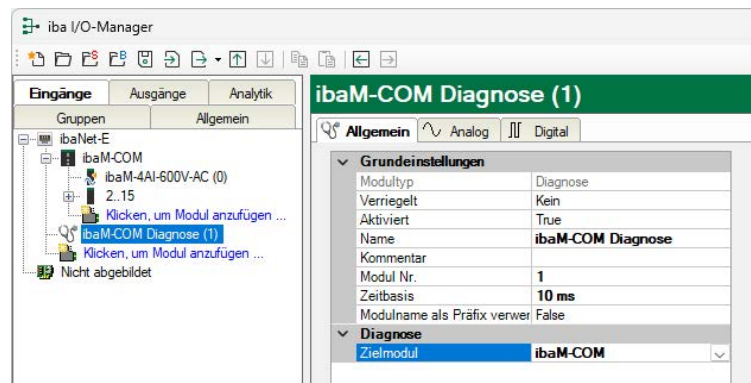 iba I/O-Manager
Eingänge Ausgänge Analytik
Gruppen Allgemein
ibaNet-E
ibaM-COM
ibaM-4AI-600V-AC (0)
2..15
Klicken, um Modul anzufügen ...
ibaM-COM Diagnose (1)
Klicken, um Modul anzufügen ...
Nicht abgebildet
ibaM-COM Diagnose (1)
Allgemein Analog Digital
Grundeinstellungen
Modultyp Diagnose
Verriegelt Kein
Aktiviert True
Name ibaM-COM Diagnose
Kommentar
Modul Nr. 1
Zeitbasis 10 ms
Modulname als Präfix verwer False
Diagnose
Zielmodul ibaM-COM